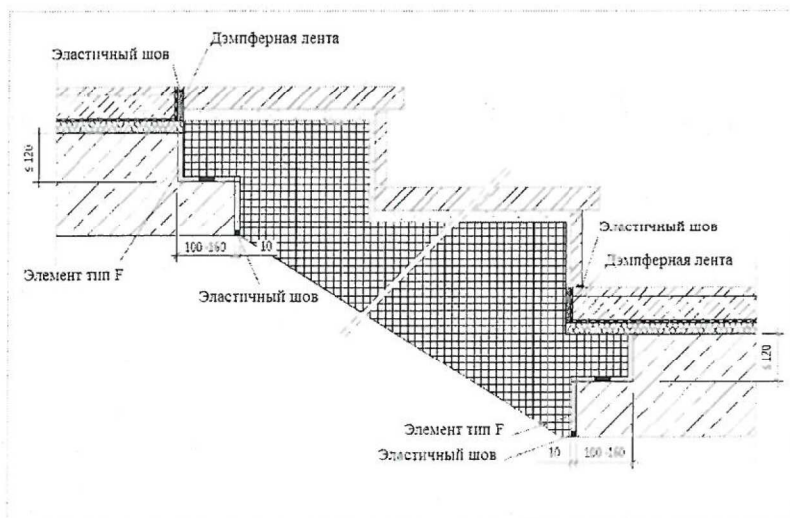 Дэмпферная лента
Эластичный шов
≤ 120
100 -160
10
Элемент тип F
Эластичный шов
Эластичный шов
Дэмпферная лента
≤ 120
Элемент тип F
Эластичный шов
10
100 -160